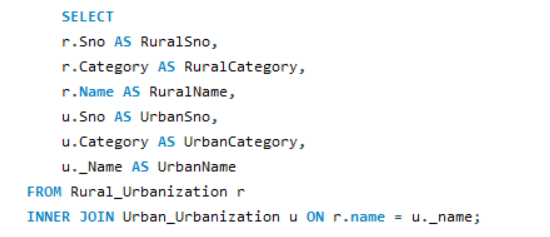 SELECT
r.Sno AS RuralSno,
r.Category AS RuralCategory,
r.Name AS RuralName,
u.Sno AS UrbanSno,
u.Category AS UrbanCategory,
u._Name AS UrbanName
FROM Rural_Urbanization r
INNER JOIN Urban_Urbanization u ON r.name = u._name;